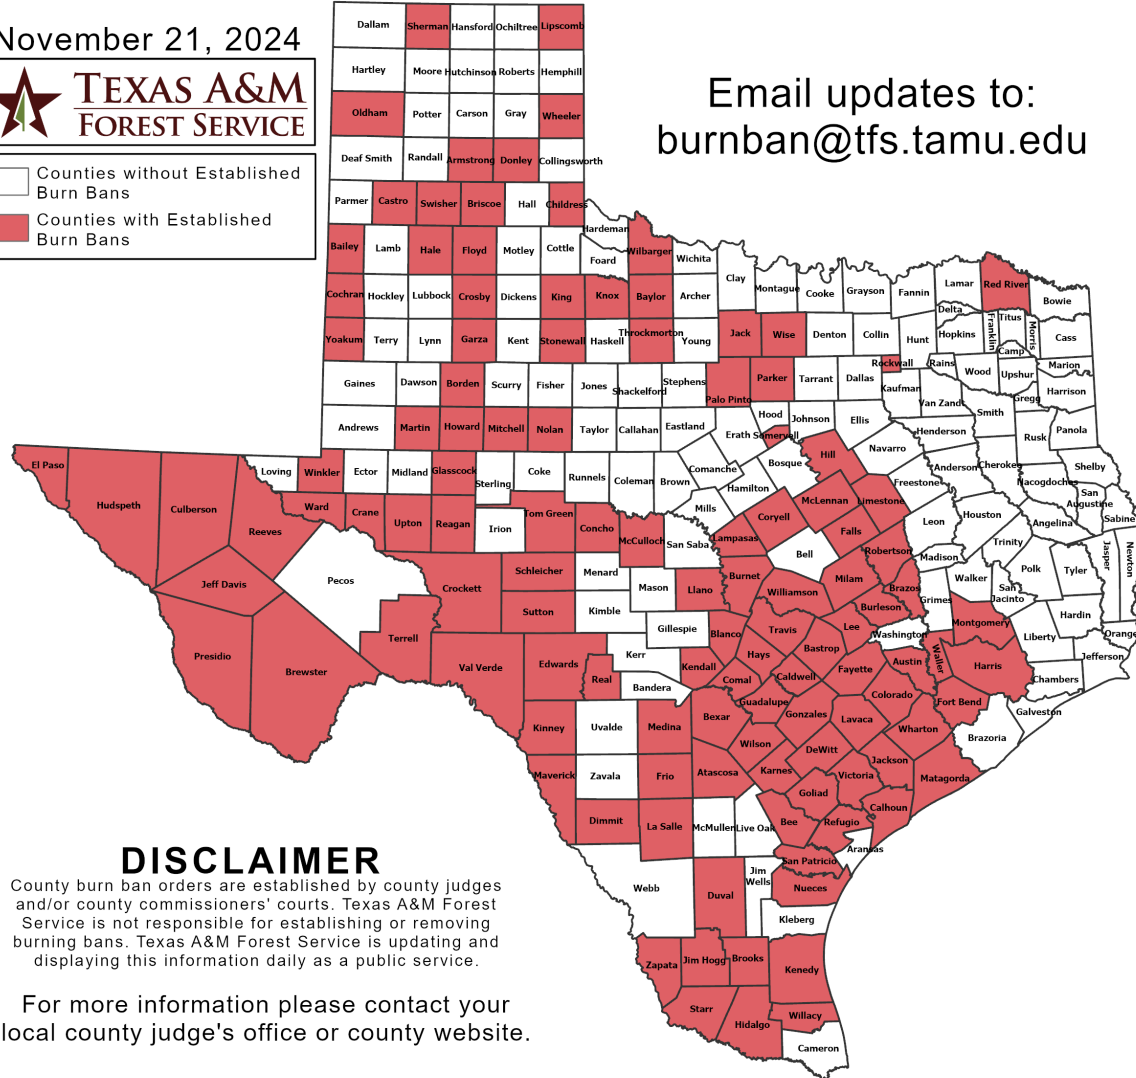 November 21, 2024
TEXAS A&M
FOREST SERVICE
Counties without Established
Burn Bans
Counties with Established
Burn Bans
Email updates to:
burnban@tfs.tamu.edu
Dallam Sherman Hansford Ochiltree Lipscomb
Hartley Moore Hutchinson Roberts Hemphill
Oldham Potter Carson Gray Wheeler
Deaf Smith Randall Armstrong Donley Collingsworth
Parmer Castro Swisher Briscoe Hall Childress
Hardeman
Bailey Lamb Hale Floyd Motley Cottle Foard Wilbarger Wichita
Clay Montague Cooke Grayson Fannin Lamar Red River Bowie
Cochran Hockley Lubbock Crosby Dickens King Knox Baylor Archer
Delta Franklin Titus Morris Cass
Yoakum Terry Lynn Garza Kent Stonewall Haskell Throckmorton Young Jack Wise Denton Collin Hunt Hopkins
Camp
Rockwall Rains Wood Upshur Marion
Gaines Dawson Borden Scurry Fisher Jones Shackelford Stephens Palo Pinto Parker Tarrant Dallas Kaufman Van Zandt Gregg Harrison
Andrews Martin Howard Mitchell Nolan Taylor Callahan Eastland Erath Hood Somervell Johnson Ellis Henderson Smith Rusk Panola
El Paso Hudspeth Culberson Reeves Loving Winkler Ector Midland Glasscock Sterling Coke Runnels Coleman Brown Comanche Hamilton Bosque Hill Navarro Freestone Anderson Cherokee Nacogdoches Shelby
San
Augustine
Sabine
Ward Crane Upton Reagan Irion Tom Green Concho McCulloch San Saba Mills Lampasas Coryell McLennan Limestone Falls Leon Houston Angelina
Trinity Polk Tyler Jasper Newton
Jeff Davis Pecos Crockett Schleicher Menard Mason Llano Burnet Bell Milam Robertson Madison Walker
San
Jacinto
Brazos Grimes
Terrell Sutton Kimble Gillespie Blanco Williamson Travis Lee Burleson Washington Montgomery Liberty Hardin Orange
Presidio Brewster Val Verde Edwards Real Kerr Bandera Kendall Hays Comal Caldwell Bastrop Fayette Austin Waller Harris Chambers Jefferson
Galveston
Kinney Uvalde Medina Bexar Guadalupe Gonzales Lavaca Colorado Wharton Fort Bend Brazoria
Maverick Zavala Frio Atascosa Wilson Karnes DeWitt Victoria Jackson Matagorda
Dimmit La Salle McMullen Live Oak Bee Goliad Refugio Calhoun
Aransas
Webb Duval
Jim
Wells
San Patricio
Nueces
Kleberg
Zapata Jim Hogg Brooks Kenedy
Starr Hidalgo Willacy
Cameron
DISCLAIMER
County burn ban orders are established by county judges
and/or county commissioners' courts. Texas A&M Forest
Service is not responsible for establishing or removing
burning bans. Texas A&M Forest Service is updating and
displaying this information daily as a public service.
For more information please contact your
local county judge's office or county website.